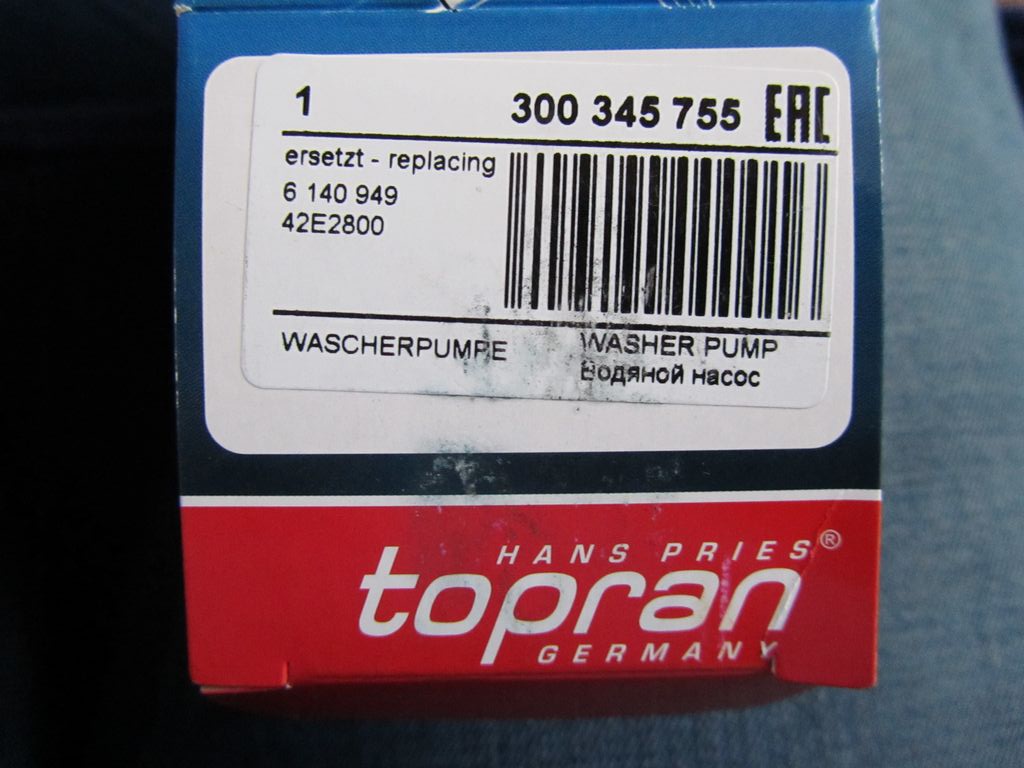 1 300 345 755 EAC
ersetzt - replacing
6 140 949
42E2800
WASCHERPUMPE WASHER PUMP
Водяной насос
HANS PRIES®
topran
GERMANY